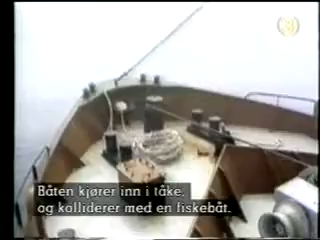 Båten kjører inn i tåke,
og kolliderer med en fiskebåt.